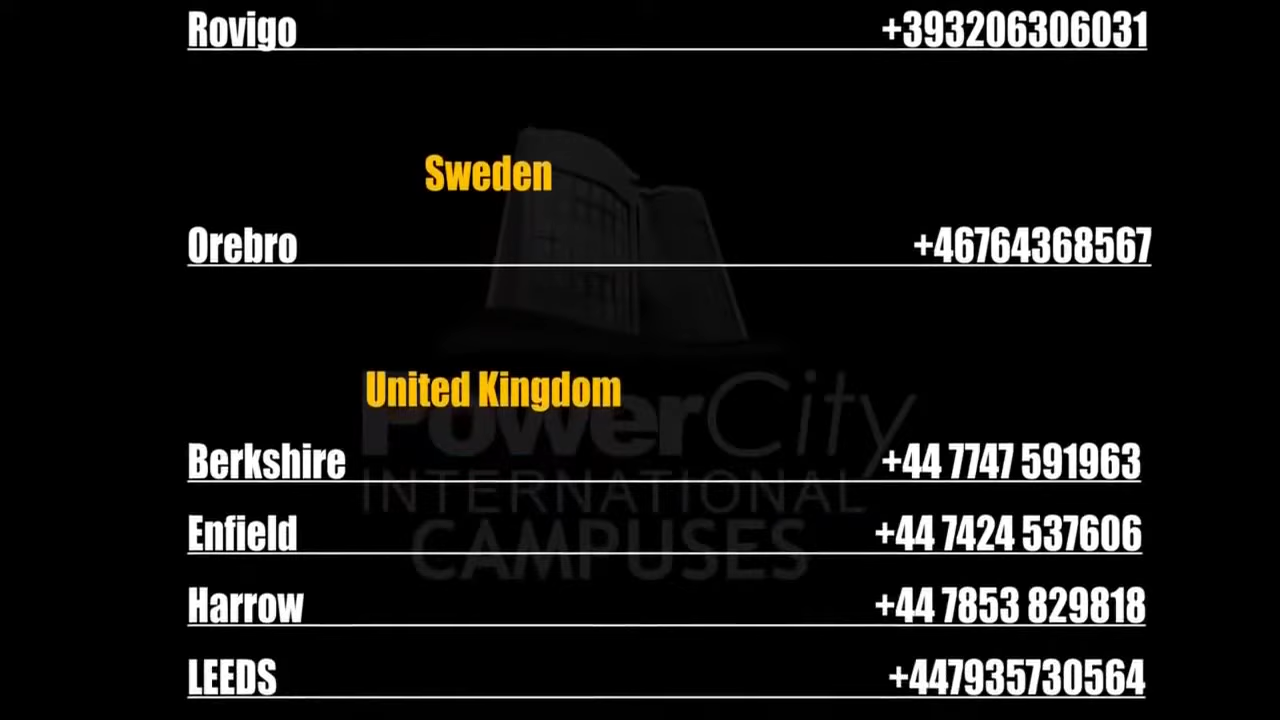 Rovigo +393206306031
Sweden
Orebro +46764368567
United Kingdom
PowerCity
Berkshire +44 7747 591963
INTERNATIONAL
Enfield +44 7424 537606
CAMPUSES
Harrow +44 7853 829818
LEEDS +447935730564